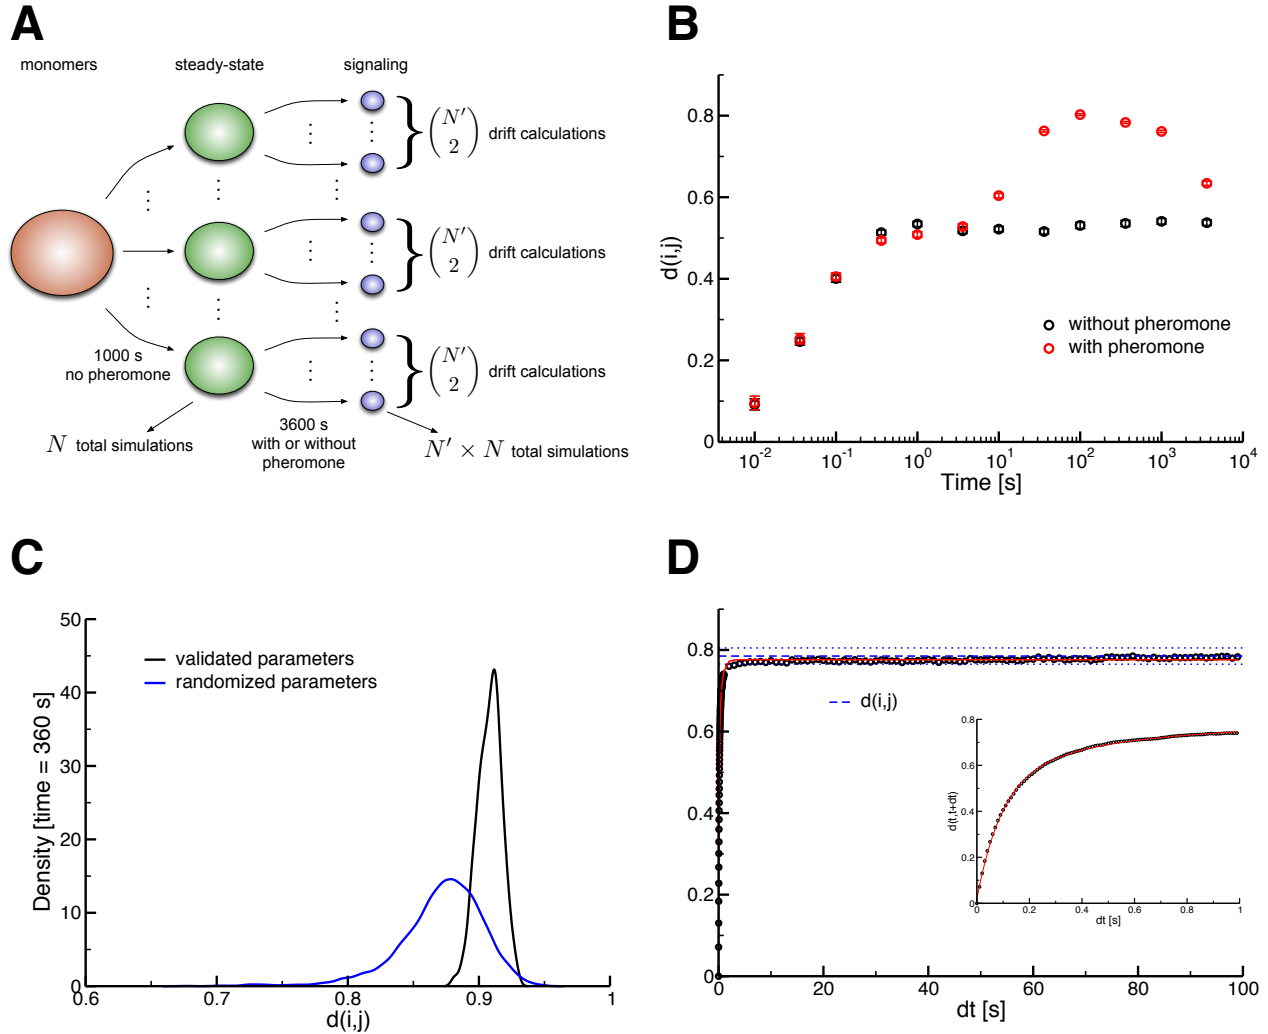 A
monomers
steady-state
signaling
(N′ 2) drift calculations
(N′ 2) drift calculations
(N′ 2) drift calculations
1000 s
no pheromone
3600 s
with or without
pheromone
N total simulations
N′ × N total simulations
B
d(i,j)
0.8
0.6
0.4
0.2
0
without pheromone
with pheromone
10^-2
10^-1
10^0
10^1
10^2
10^3
10^4
Time [s]
C
Density [time = 360 s]
50
40
30
20
10
0
validated parameters
randomized parameters
0.6
0.7
0.8
0.9
1
d(i,j)
D
0.8
0.6
0.4
0.2
0
d(i,j)
0
20
40
60
80
100
dt [s]
d(t,t+dt)
0.8
0.6
0.4
0.2
0
0
0.2
0.4
0.6
0.8
1
dt [s]